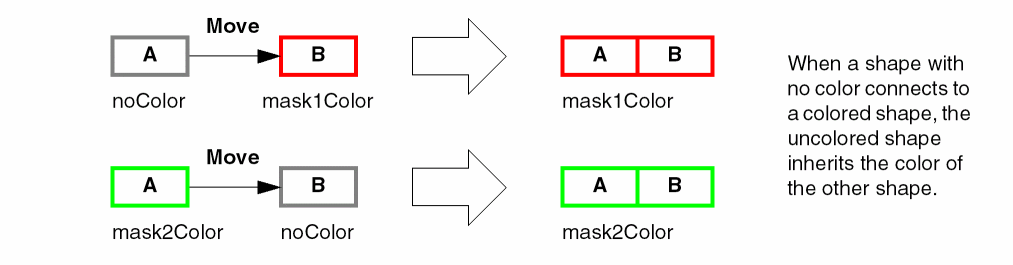 Move
A
B
A
B
noColor
mask1Color
mask1Color
Move
A
B
A
B
mask2Color
noColor
mask2Color
When a shape with
no color connects to
a colored shape, the
uncolored shape
inherits the color of
the other shape.